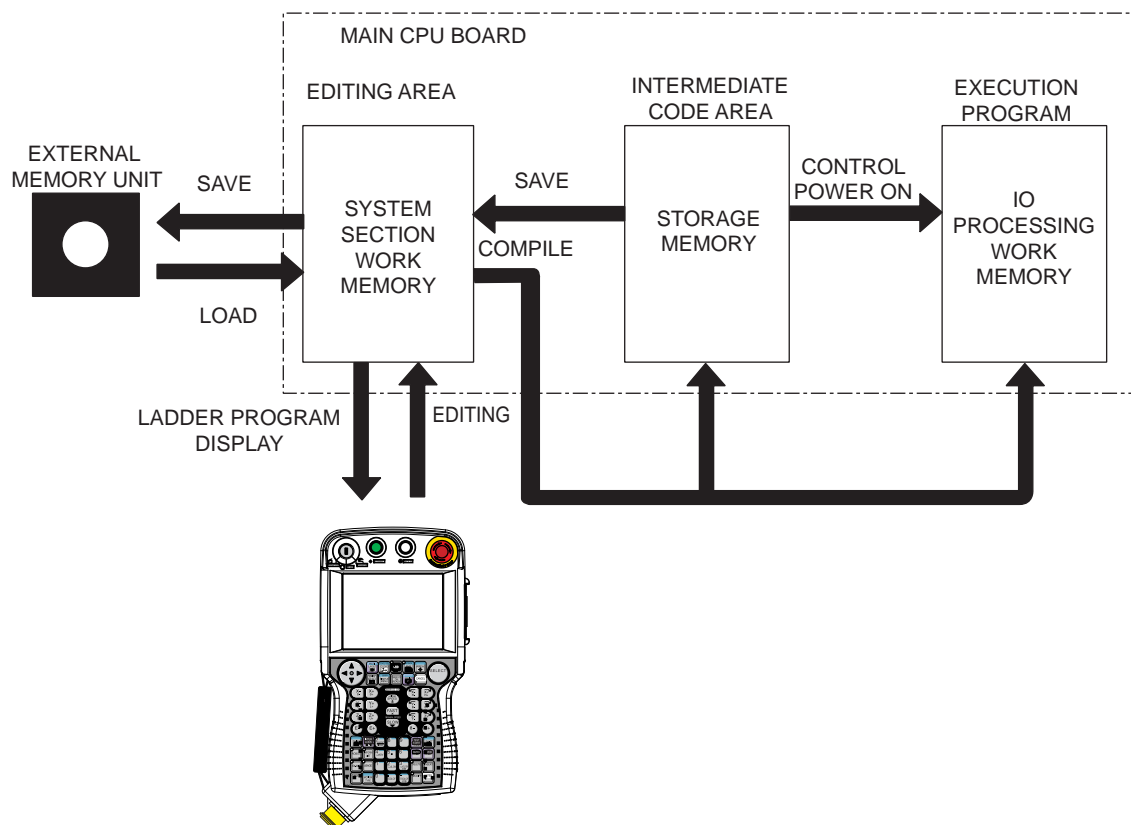 MAIN CPU BOARD
EDITING AREA
INTERMEDIATE
CODE AREA
EXECUTION
PROGRAM
EXTERNAL
MEMORY UNIT
SAVE
LOAD
SYSTEM
SECTION
WORK
MEMORY
SAVE
COMPILE
STORAGE
MEMORY
CONTROL
POWER ON
IO
PROCESSING
WORK
MEMORY
LADDER PROGRAM
DISPLAY
EDITING
SELECT